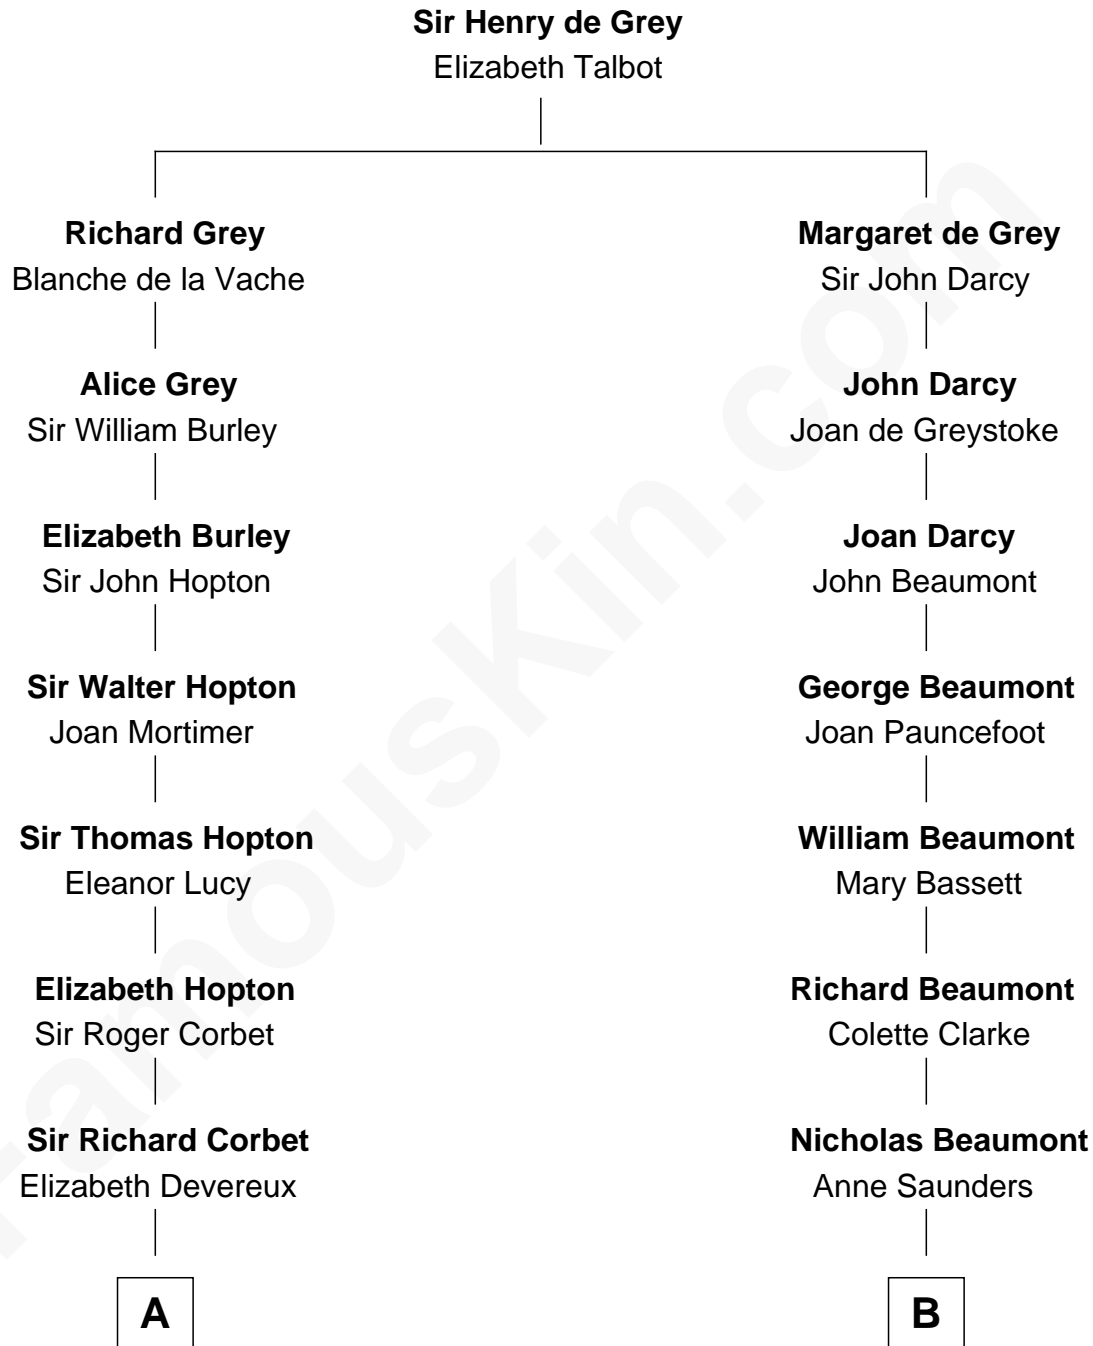 Sir Henry de Grey
Elizabeth Talbot
Richard Grey
Blanche de la Vache
Margaret de Grey
Sir John Darcy
Alice Grey
Sir William Burley
John Darcy
Joan de Greystoke
Elizabeth Burley
Sir John Hopton
Joan Darcy
John Beaumont
Sir Walter Hopton
Joan Mortimer
George Beaumont
Joan Pauncefoot
Sir Thomas Hopton
Eleanor Lucy
William Beaumont
Mary Bassett
Elizabeth Hopton
Sir Roger Corbet
Richard Beaumont
Colette Clarke
Sir Richard Corbet
Elizabeth Devereux
Nicholas Beaumont
Anne Saunders
A
B
FamousKin.com